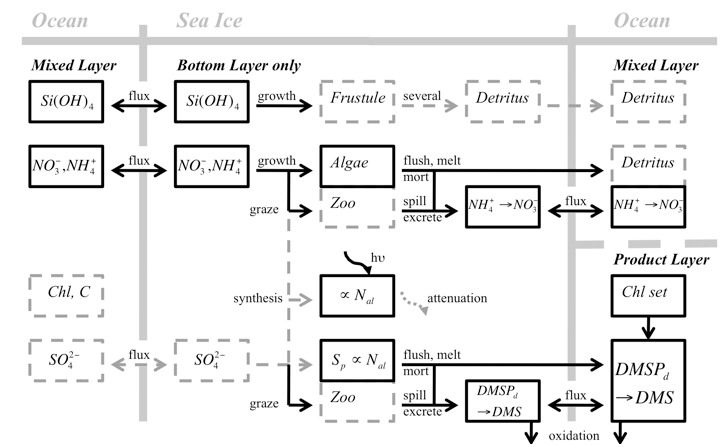 Ocean Sea Ice Ocean
Mixed Layer Bottom Layer only Mixed Layer
Si(OH)₄ flux Si(OH)₄ growth Frustule several Detritus Detritus
NO₃⁻,NH₄⁺ flux NO₃⁻,NH₄⁺ growth Algae flush, melt Detritus
mort
graze Zoo spill NH₄⁺ →NO₃⁻ flux NH₄⁺ →NO₃⁻
excrete
hυ Product Layer
Chl, C synthesis ∝ Nₐₗ attenuation Chl set
SO₄²⁻ flux SO₄²⁻ Sₚ ∝ Nₐₗ flush, melt
mort
DMSP_d
→DMS
graze Zoo spill DMSP_d flux
excrete →DMS
oxidation